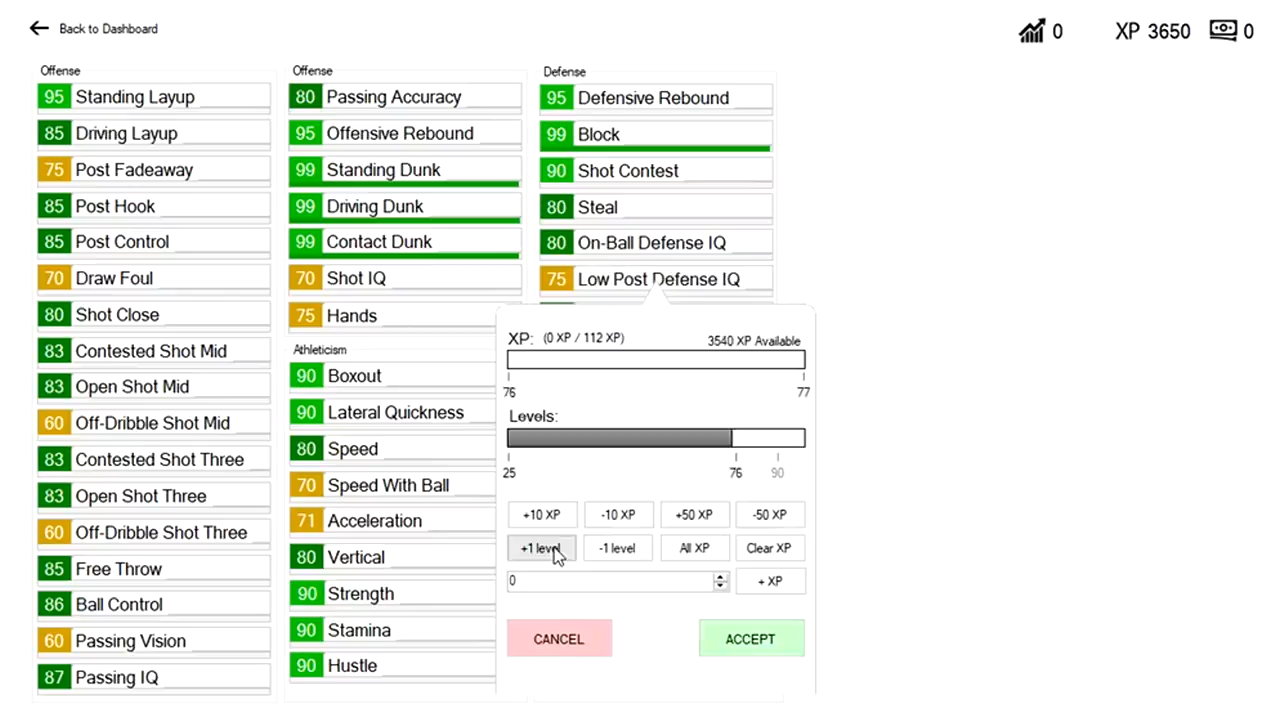 Back to Dashboard
0
XP 3650
0
Offense
95 Standing Layup
85 Driving Layup
75 Post Fadeaway
85 Post Hook
85 Post Control
70 Draw Foul
80 Shot Close
83 Contested Shot Mid
83 Open Shot Mid
60 Off-Dribble Shot Mid
83 Contested Shot Three
83 Open Shot Three
60 Off-Dribble Shot Three
85 Free Throw
86 Ball Control
60 Passing Vision
87 Passing IQ
Offense
80 Passing Accuracy
95 Offensive Rebound
99 Standing Dunk
99 Driving Dunk
99 Contact Dunk
70 Shot IQ
75 Hands
Athleticism
90 Boxout
90 Lateral Quickness
80 Speed
70 Speed With Ball
71 Acceleration
80 Vertical
90 Strength
90 Stamina
90 Hustle
Defense
95 Defensive Rebound
99 Block
90 Shot Contest
80 Steal
80 On-Ball Defense IQ
75 Low Post Defense IQ
XP: (0 XP / 112 XP) 3540 XP Available
76 77
Levels:
25 76 90
+10 XP -10 XP +50 XP -50 XP
+1 level -1 level All XP Clear XP
0 + XP
CANCEL ACCEPT